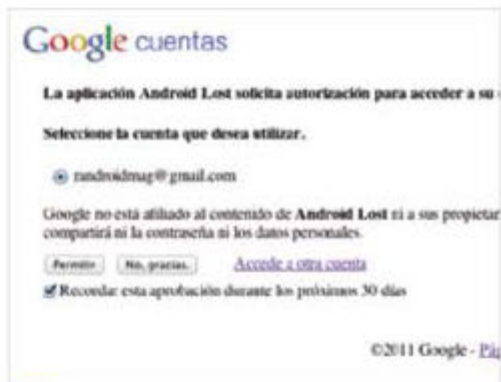 Google cuentas
La aplicación Android Lost solicita autorización para acceder a su
Seleccione la cuenta que desea utilizar.
randroidmag@gmail.com
Google no está afiliado al contenido de Android Lost ni a sus propietar
compartirá ni la contraseña ni los datos personales.
Permitir No, gracias. Accede a otra cuenta
Recordar esta aprobación durante los próximos 30 días
©2011 Google - Pág